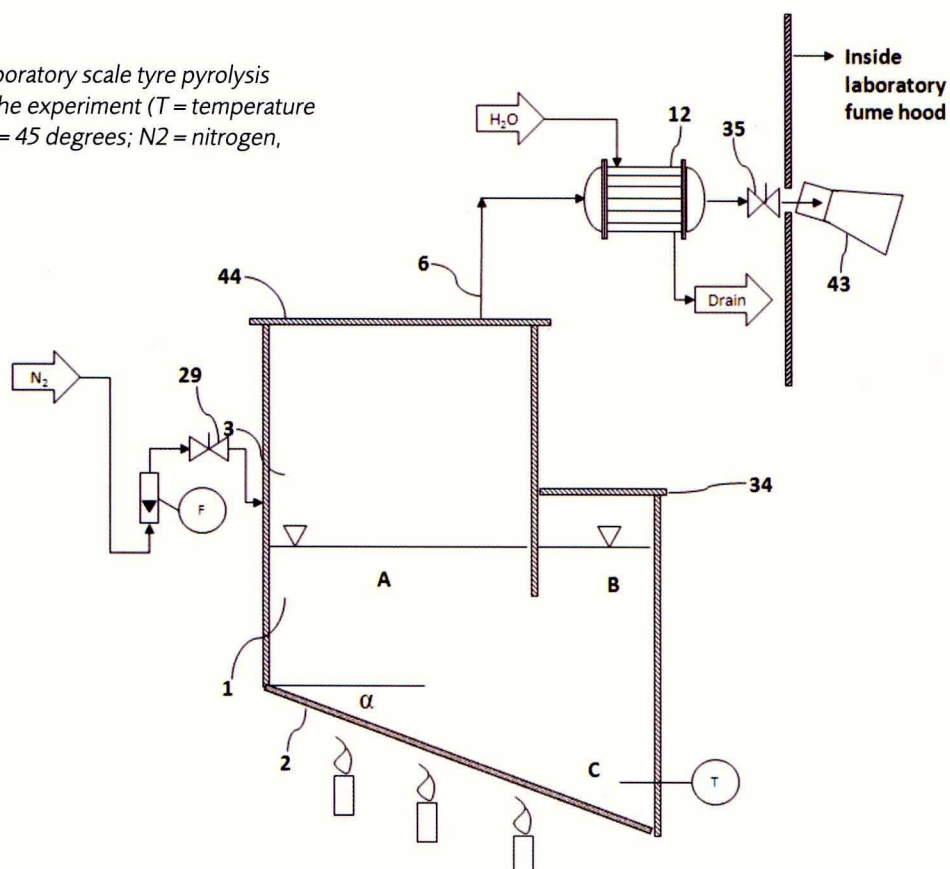 boratory scale tyre pyrolysis
he experiment (T = temperature
= 45 degrees; N2 = nitrogen,
Inside
laboratory
fume hood
H₂O
12
35
6
43
44
Drain
N₂
29
3
34
F
A
B
1
α
2
C
T